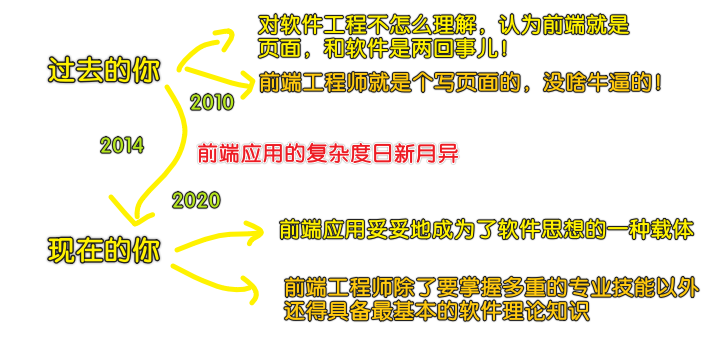 对软件工程不怎么理解，认为前端就是
页面，和软件是两回事儿！
过去的你
前端工程师就是个写页面的，没啥牛逼的！
2010
2014
前端应用的复杂度日新月异
2020
现在的你
前端应用妥妥地成为了软件思想的一种载体
前端工程师除了要掌握多重的专业技能以外
还得具备最基本的软件理论知识